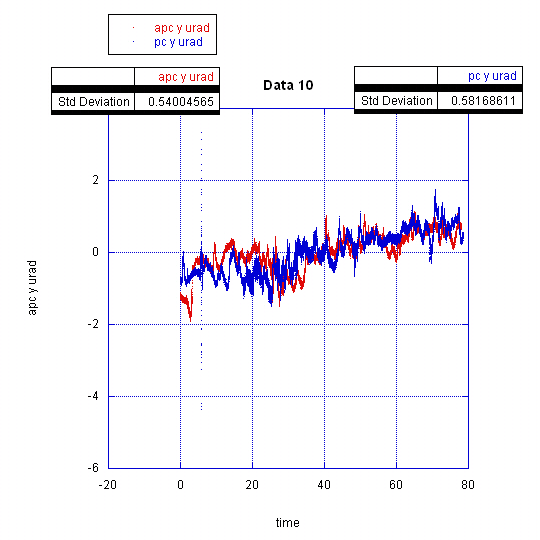 apc y urad
pc y urad
apc y urad
Std Deviation 0.54004565
Data 10
pc y urad
Std Deviation 0.58168611
apc y urad
2
0
-2
-4
-6
-20 0 20 40 60 80
time